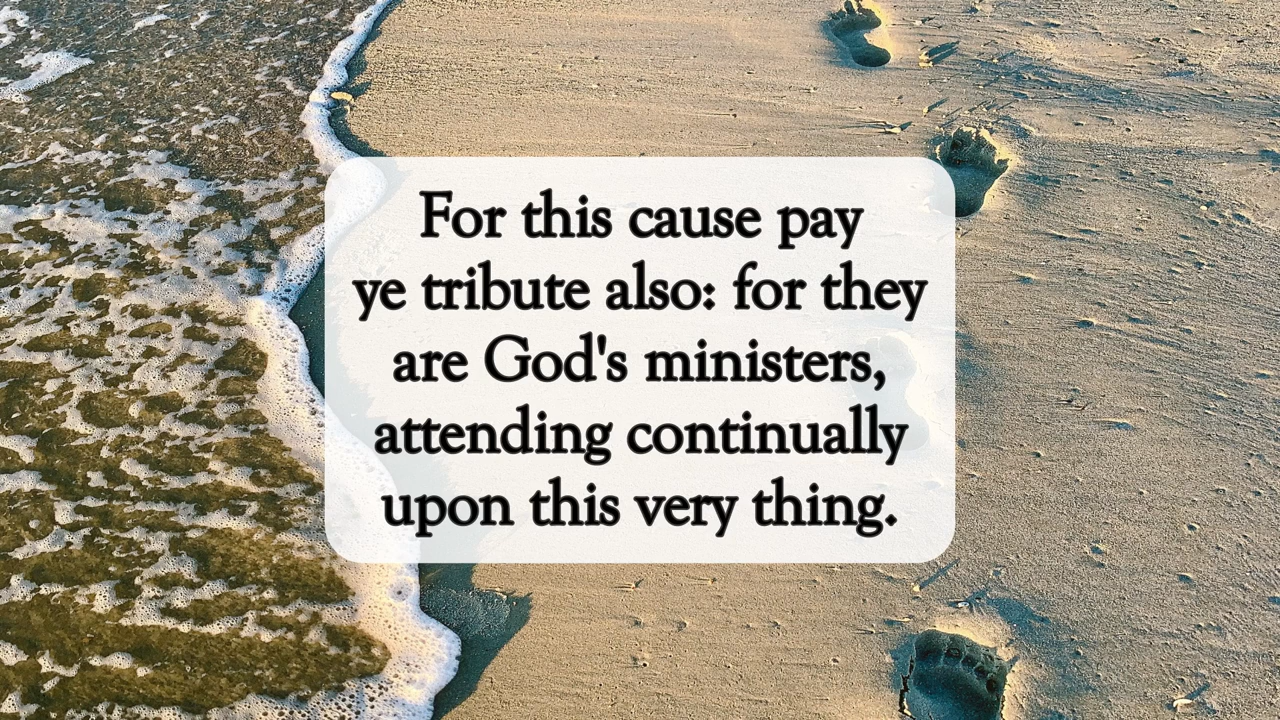 For this cause pay
ye tribute also: for they
are God's ministers,
attending continually
upon this very thing.